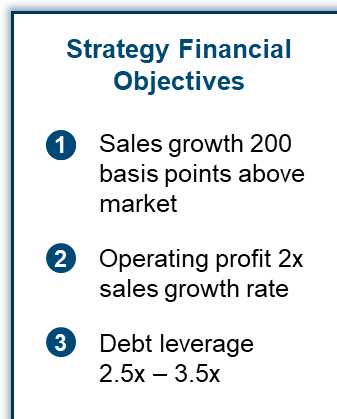 Strategy Financial
Objectives
1 Sales growth 200
basis points above
market
2 Operating profit 2x
sales growth rate
3 Debt leverage
2.5x – 3.5x